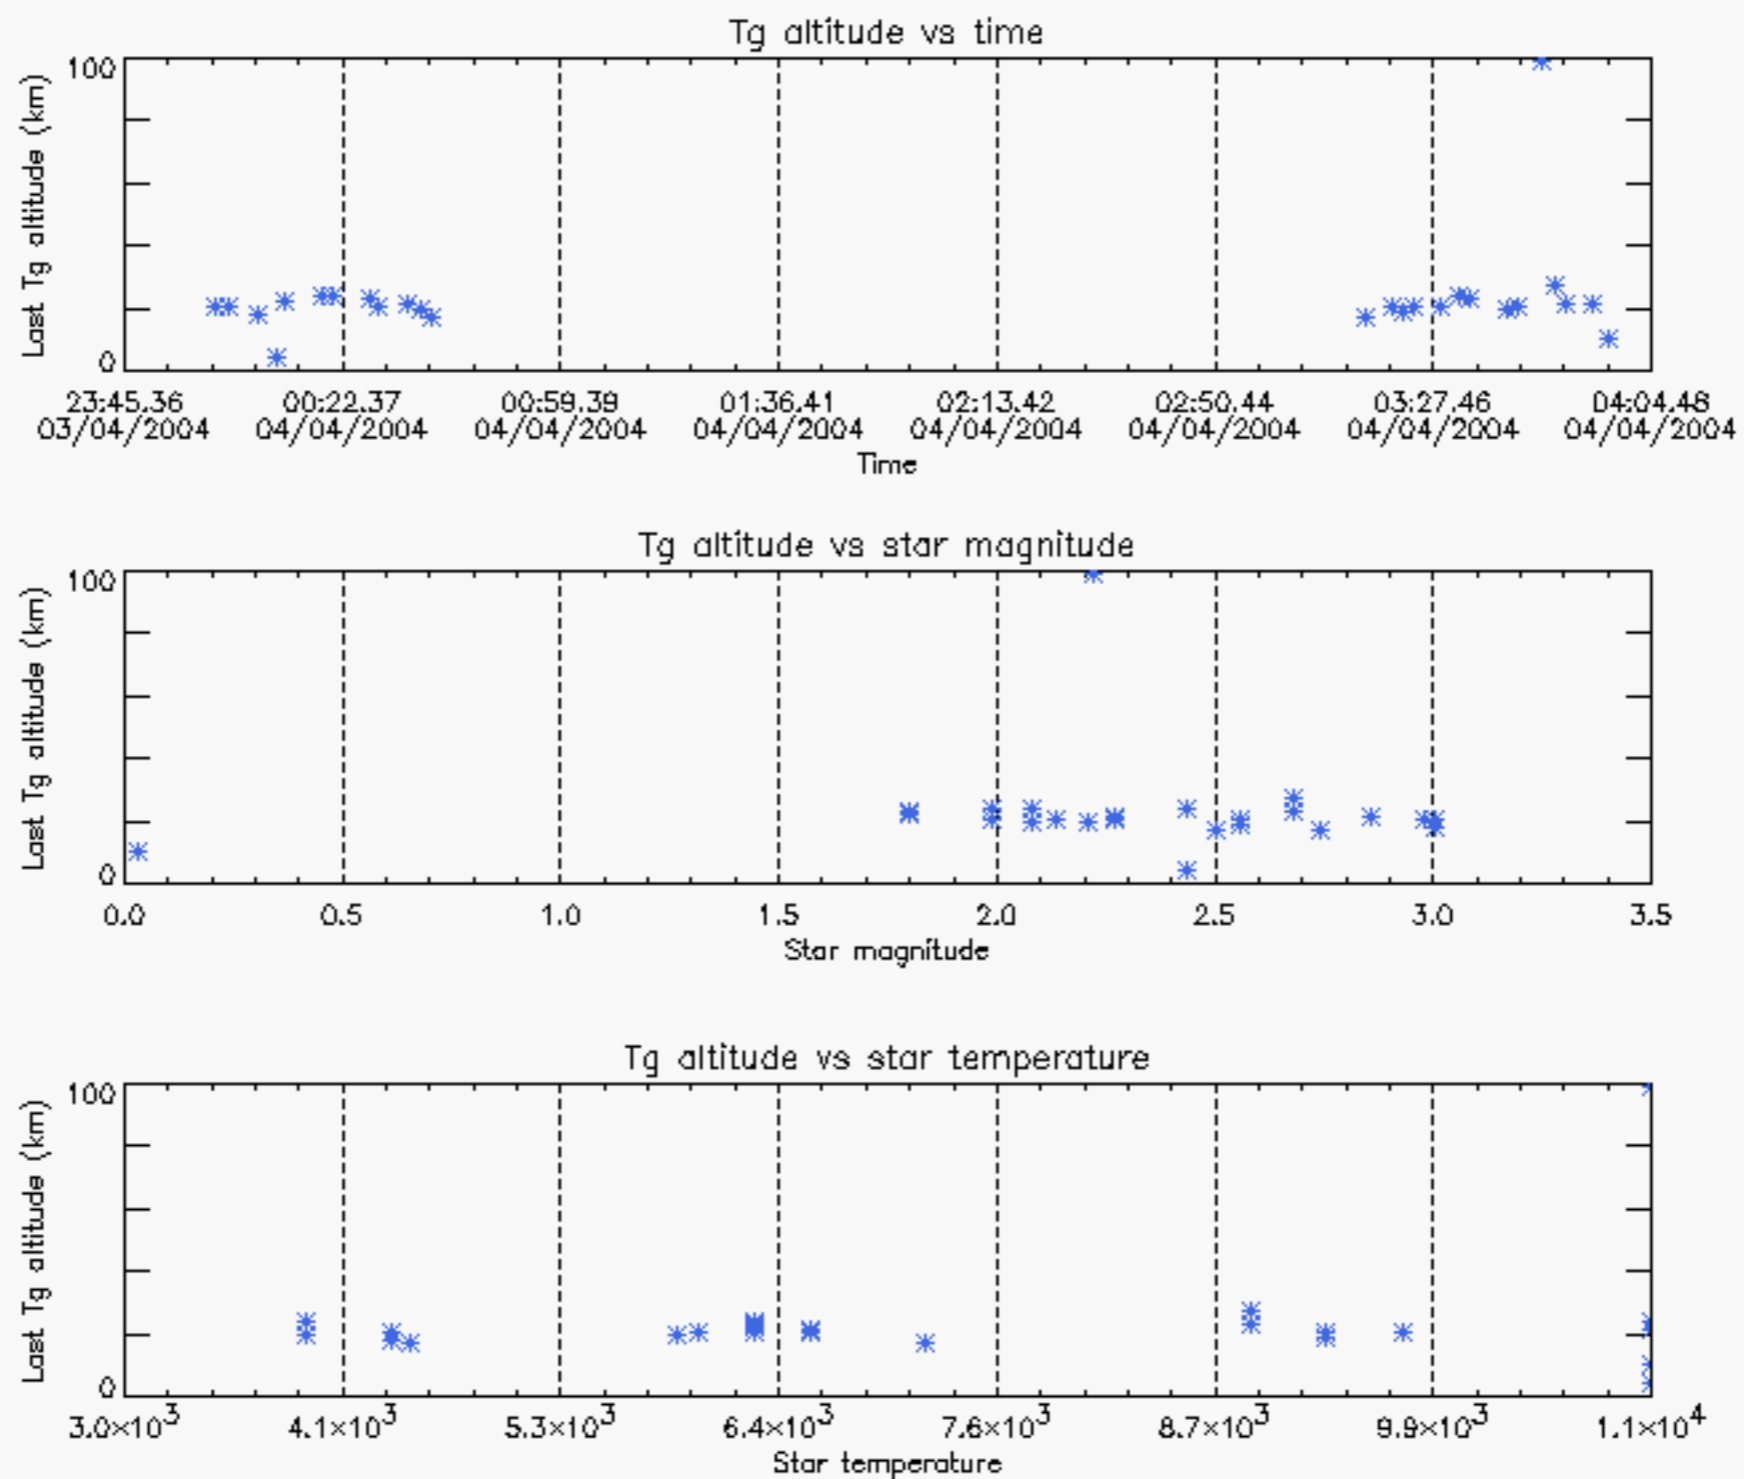 Tg altitude vs time
100
Last Tg altitude (km)
0
23:45.36 00:22.37 00:59.39 01:36.41 02:13.42 02:50.44 03:27.46 04:04.48
03/04/2004 04/04/2004 04/04/2004 04/04/2004 04/04/2004 04/04/2004 04/04/2004 04/04/2004
Time
Tg altitude vs star magnitude
100
Last Tg altitude (km)
0
0.0 0.5 1.0 1.5 2.0 2.5 3.0 3.5
Star magnitude
Tg altitude vs star temperature
100
Last Tg altitude (km)
0
3.0×10³ 4.1×10³ 5.3×10³ 6.4×10³ 7.6×10³ 8.7×10³ 9.9×10³ 1.1×10⁴
Star temperature